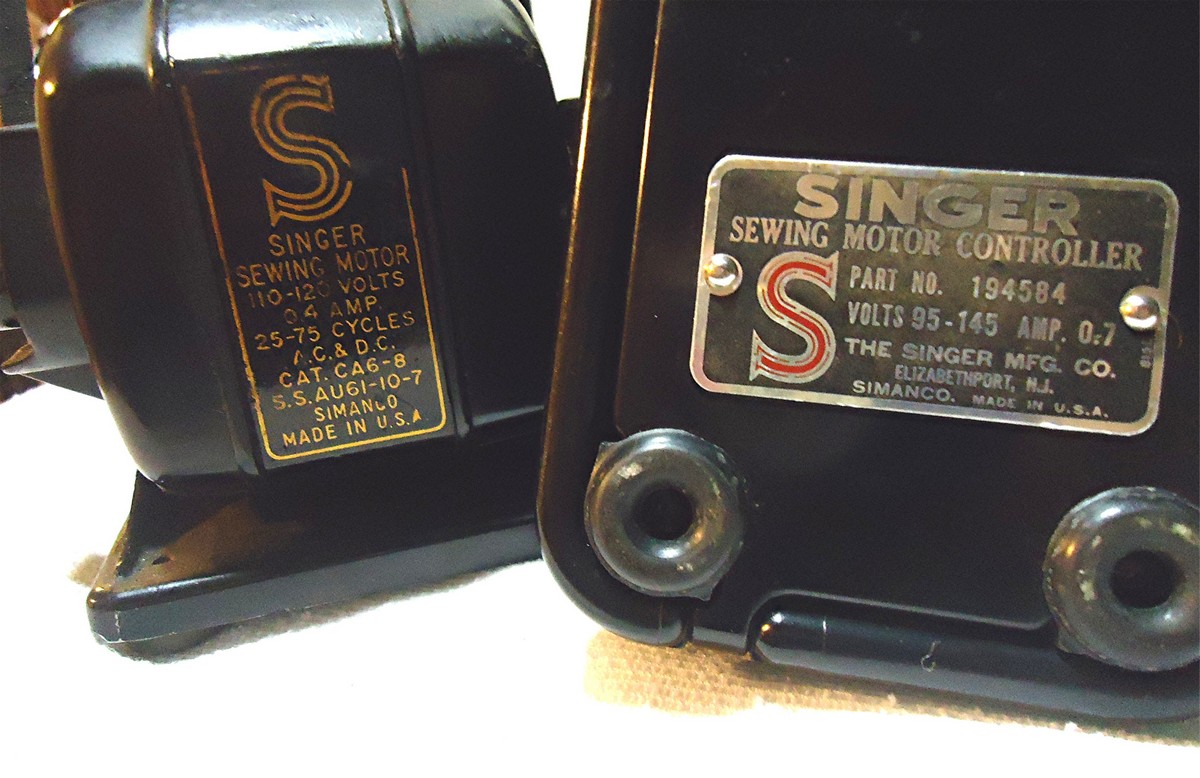 S
SINGER
SEWING MOTOR
110-120 VOLTS
0.4 AMP.
25-75 CYCLES
A.C. & D.C.
CAT. CA6-8
S.S. AU61-10-7
SIMANCO
MADE IN U.S.A
SINGER
SEWING MOTOR CONTROLLER
S
PART NO. 194584
VOLTS 95-145 AMP. 0.7
THE SINGER MFG. CO.
ELIZABETHPORT, N.J.
SIMANCO. MADE IN U.S.A.